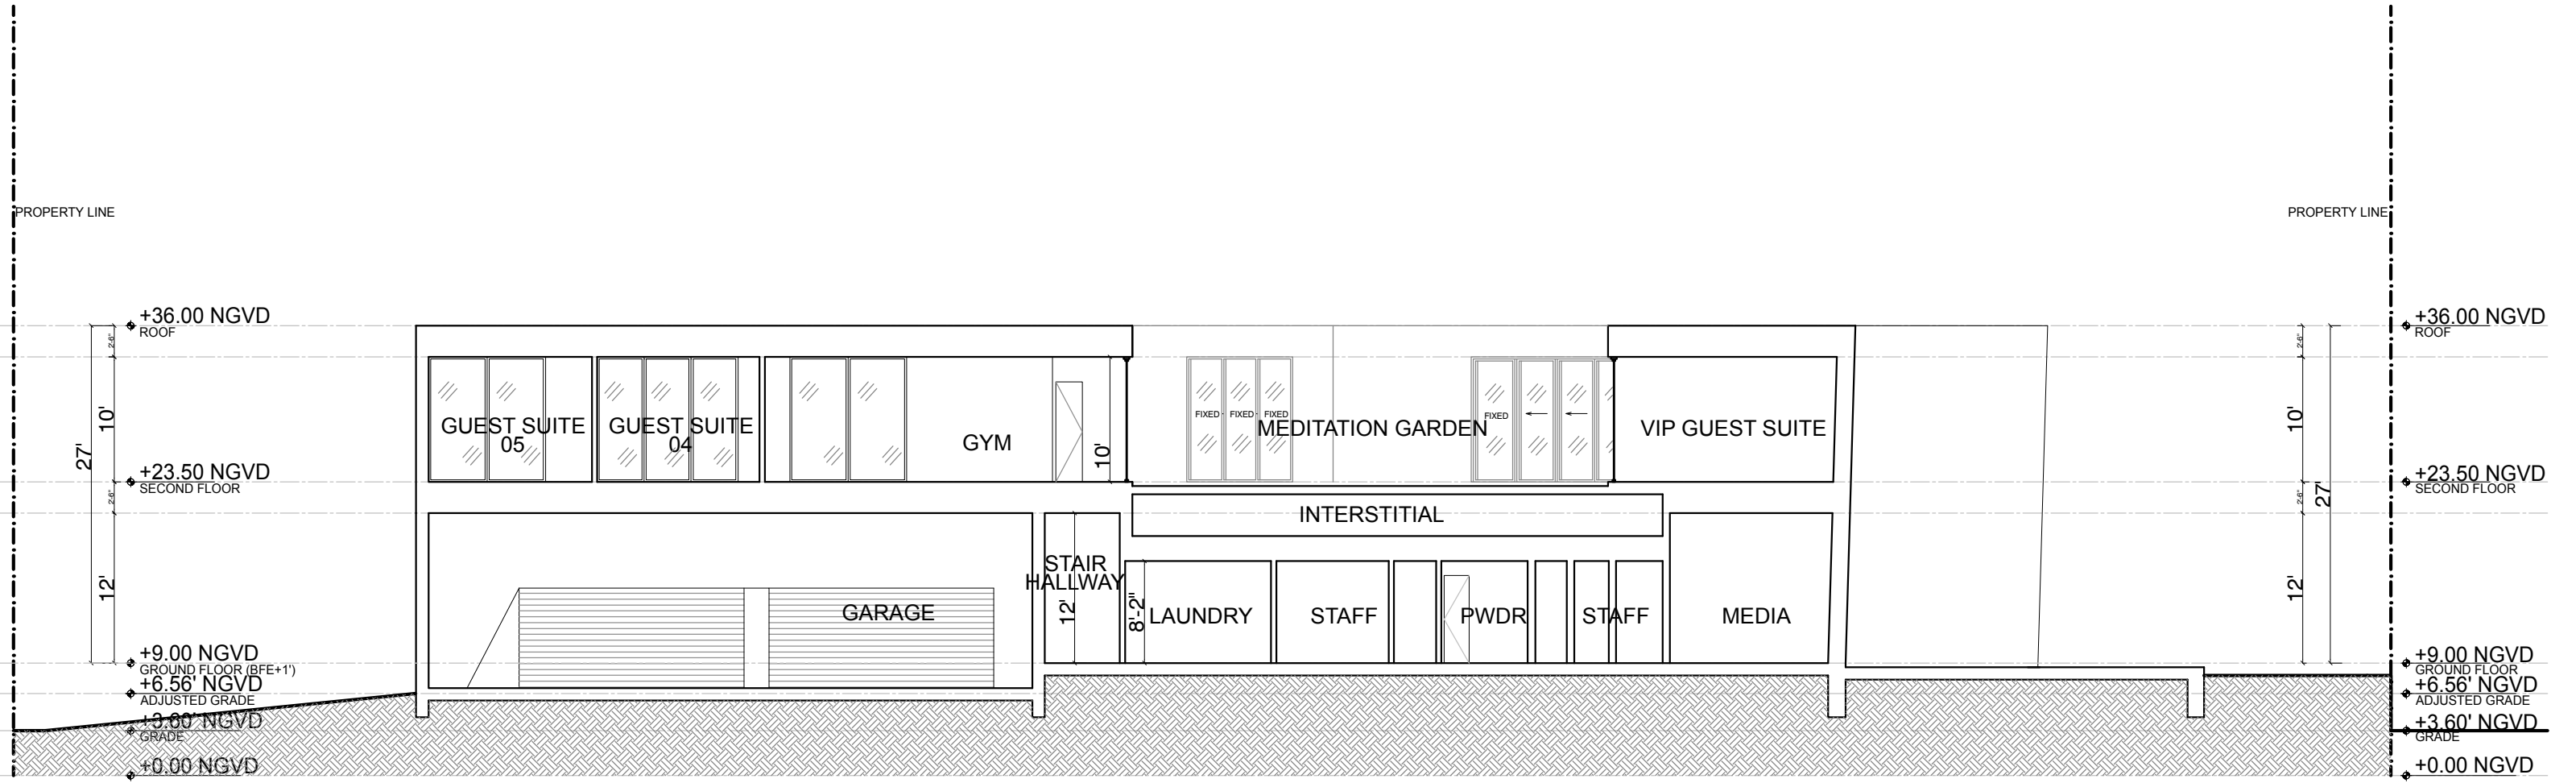 PROPERTY LINE
PROPERTY LINE
+36.00 NGVD
ROOF
+36.00 NGVD
ROOF
2'-6"
2'-6"
10'
27'
GUEST SUITE
05
GUEST SUITE
04
GYM
10'
FIXED
FIXED
FIXED
MEDITATION GARDEN
FIXED
VIP GUEST SUITE
10'
27'
+23.50 NGVD
SECOND FLOOR
+23.50 NGVD
SECOND FLOOR
2'-6"
2'-6"
INTERSTITIAL
12'
GARAGE
STAIR
HALLWAY
12'
8'-2"
LAUNDRY
STAFF
PWDR
STAFF
MEDIA
12'
+9.00 NGVD
GROUND FLOOR (BFE+1')
+6.56' NGVD
ADJUSTED GRADE
+3.60' NGVD
GRADE
+0.00 NGVD
+9.00 NGVD
GROUND FLOOR
+6.56' NGVD
ADJUSTED GRADE
+3.60' NGVD
GRADE
+0.00 NGVD